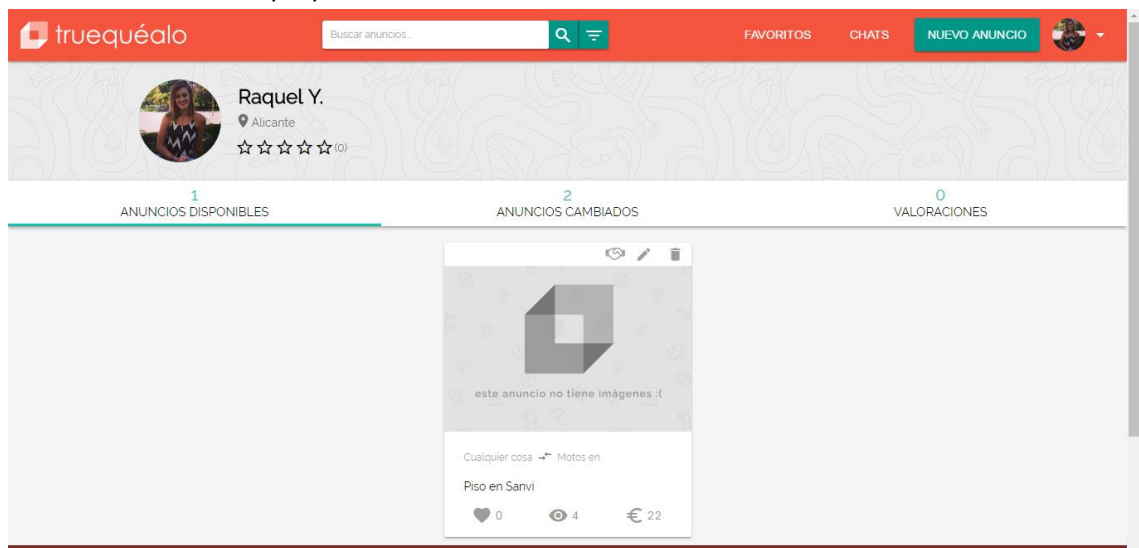 truequéalo
Buscar anuncios..
FAVORITOS
CHATS
NUEVO ANUNCIO
Raquel Y.
Alicante
(0)
1
ANUNCIOS DISPONIBLES
2
ANUNCIOS CAMBIADOS
0
VALORACIONES
este anuncio no tiene imágenes :(
Cualquier cosa Motos en
Piso en Sanvi
0 4 € 22